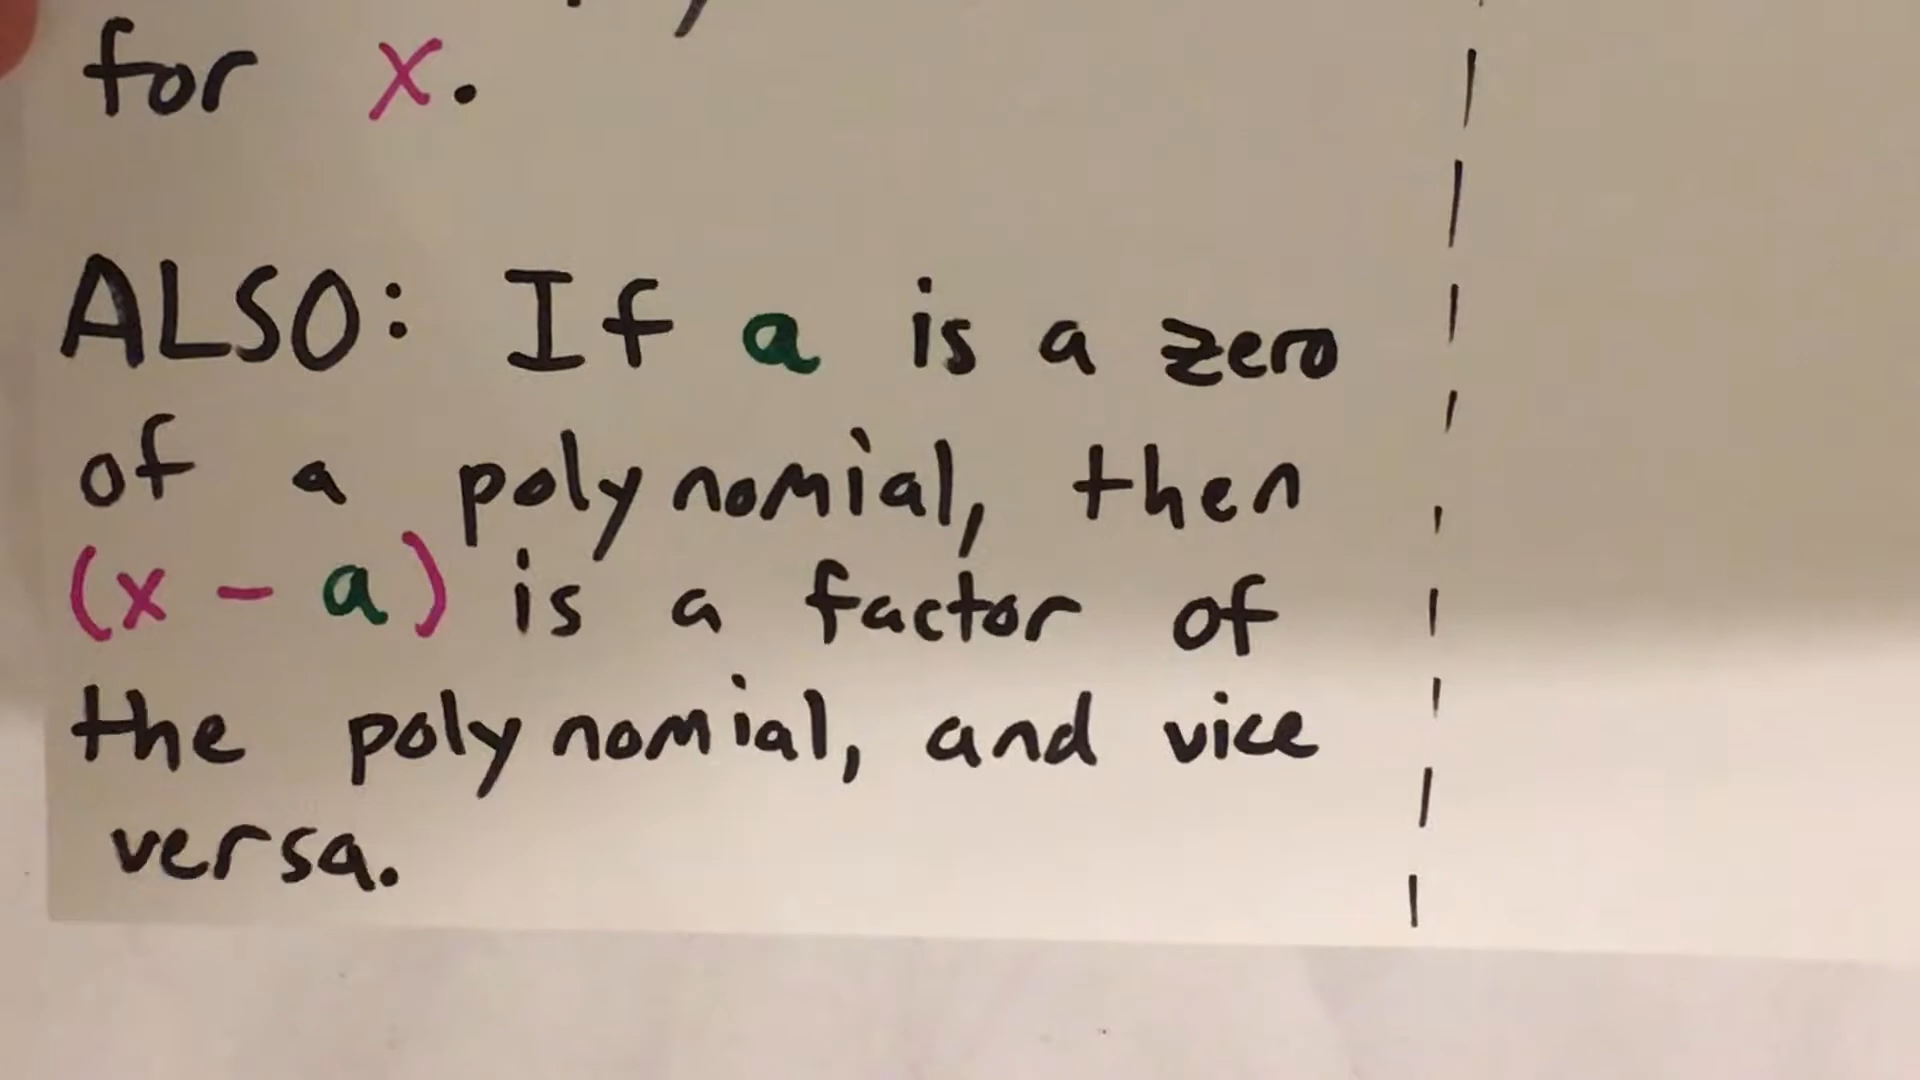 for x.
ALSO: If a is a zero
of a polynomial, then
(x - a) is a factor of
the polynomial, and vice
versa.